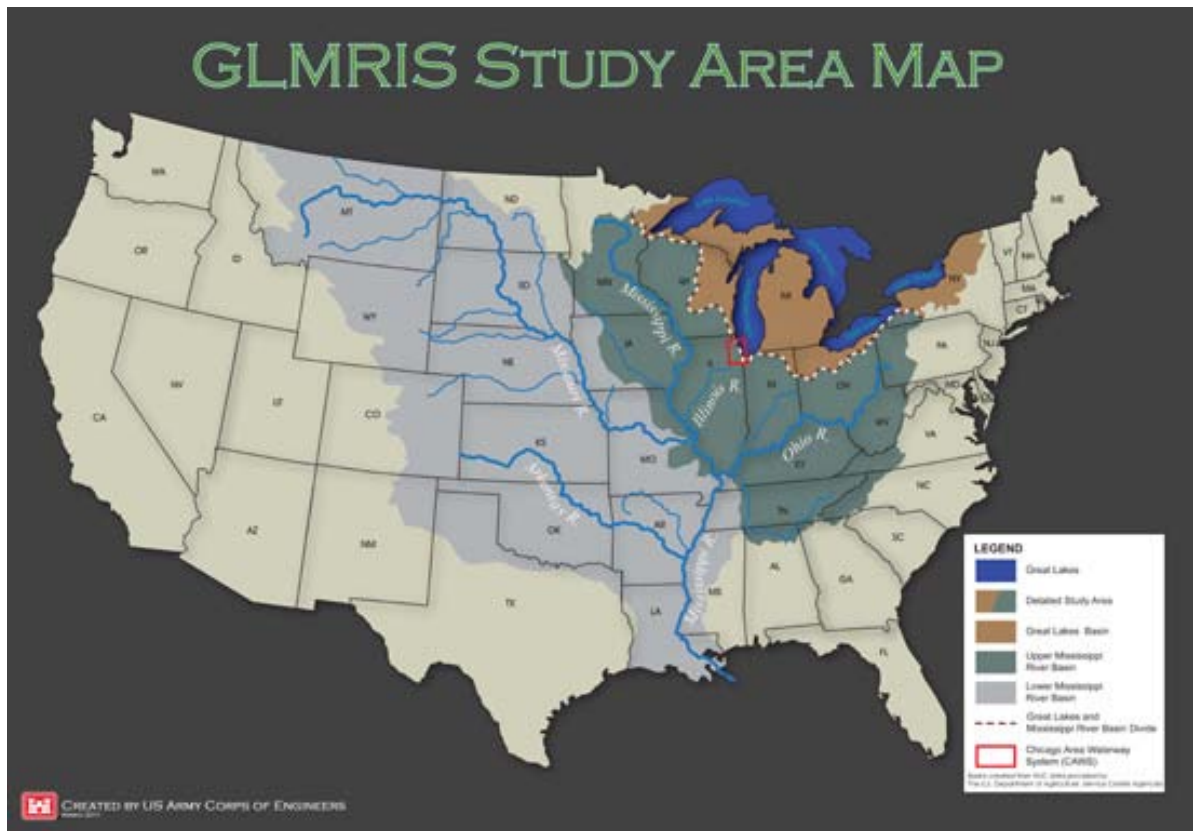 GLMRIS STUDY AREA MAP
WA
OR
CA
NV
ID
MT
WY
UT
CO
AZ
NM
ND
SD
NE
KS
OK
TX
MN
IA
MO
AR
LA
WI
IL
IN
MI
OH
KY
TN
MS
AL
GA
FL
SC
NC
VA
WV
MD
PA
NJ
NY
CT
MA
VT
NH
ME
Mississippi R.
Missouri R.
Illinois R.
Ohio R.
Arkansas R.
Mississippi R.
LEGEND
Great Lakes
Detailed Study Area
Great Lakes Basin
Upper Mississippi
River Basin
Lower Mississippi
River Basin
Great Lakes and
Mississippi River Basin Divide
Chicago Area Waterway
System (CAWS)
CREATED BY US ARMY CORPS OF ENGINEERS